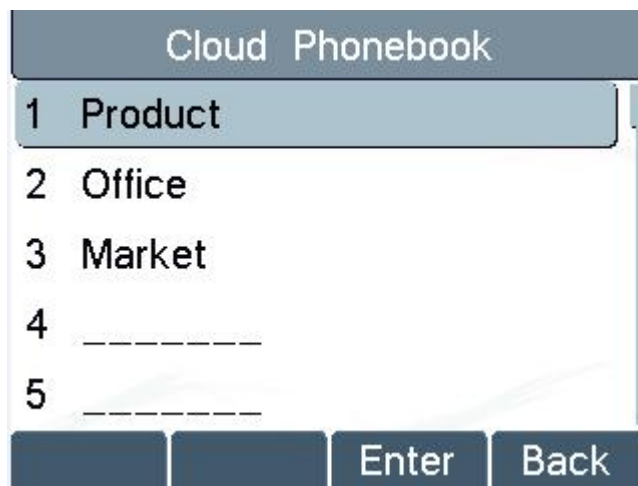 Cloud Phonebook
1 Product
2 Office
3 Market
4 _______
5 _______
Enter Back